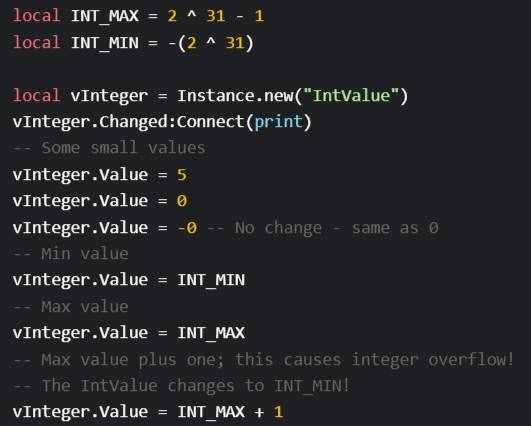 local INT_MAX = 2 ^ 31 - 1
local INT_MIN = -(2 ^ 31)
local vInteger = Instance.new("IntValue")
vInteger.Changed:Connect(print)
-- Some small values
vInteger.Value = 5
vInteger.Value = 0
vInteger.Value = -0 -- No change - same as 0
-- Min value
vInteger.Value = INT_MIN
-- Max value
vInteger.Value = INT_MAX
-- Max value plus one; this causes integer overflow!
-- The IntValue changes to INT_MIN!
vInteger.Value = INT_MAX + 1